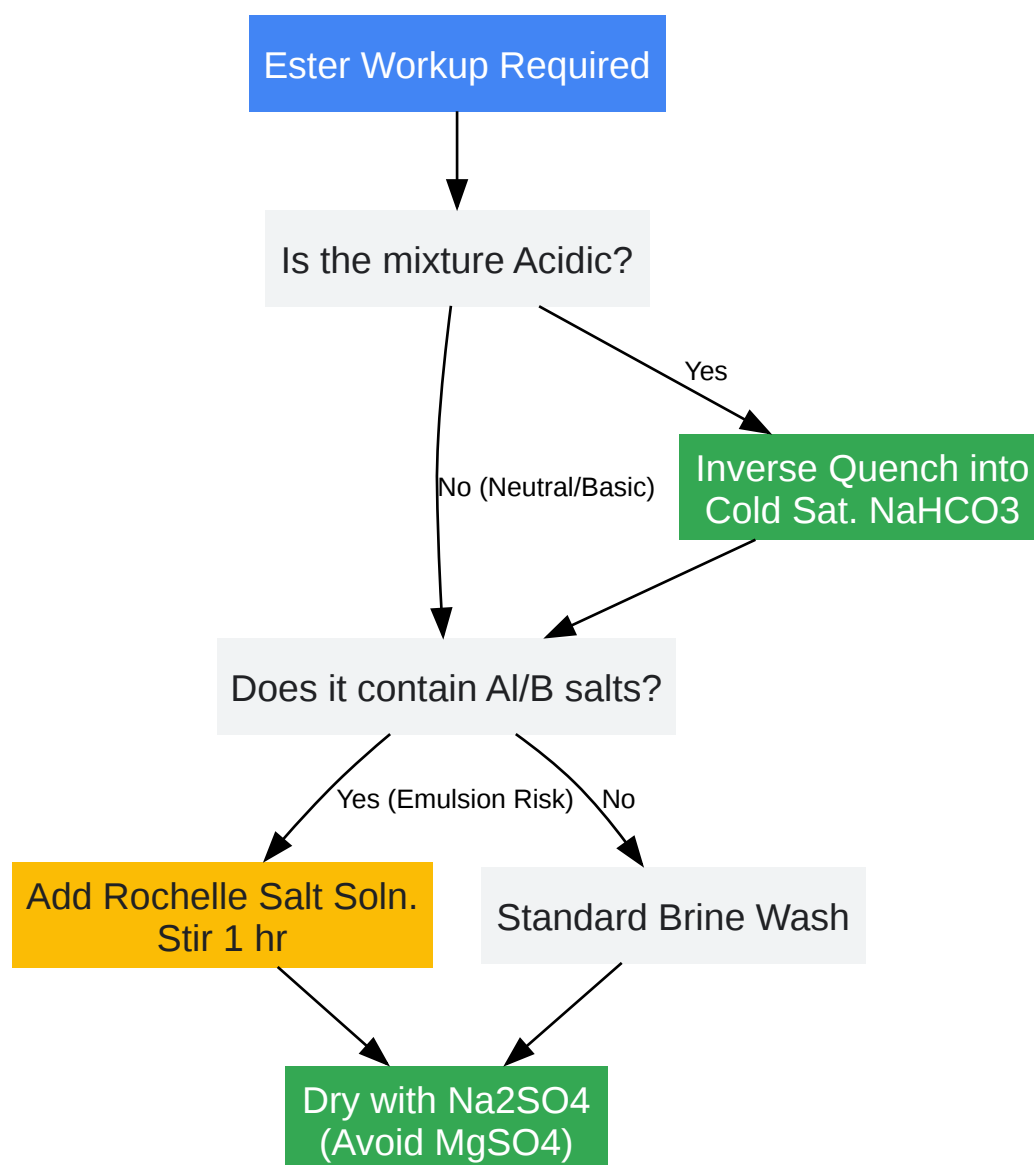 Ester Workup Required
Is the mixture Acidic?
Yes
Inverse Quench into
Cold Sat. NaHCO3
No (Neutral/Basic)
Does it contain Al/B salts?
Yes (Emulsion Risk)
No
Add Rochelle Salt Soln.
Stir 1 hr
Standard Brine Wash
Dry with Na2SO4
(Avoid MgSO4)